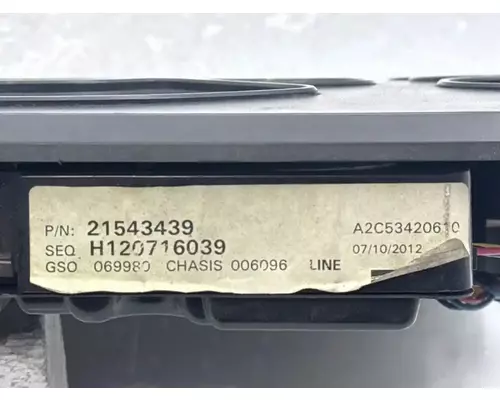 P/N: 21543439 A2C53420610
SEQ H120716039 07/10/2012
GSO 069980 CHASIS 006096 LINE